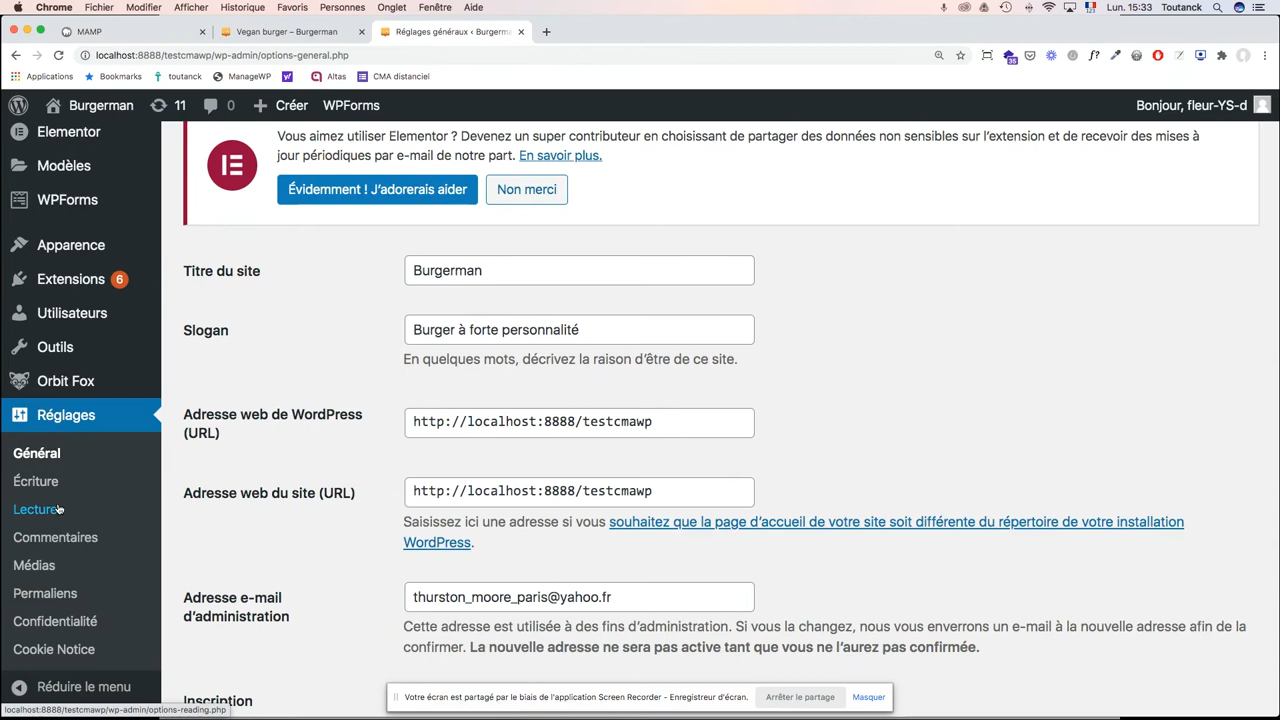 Chrome Fichier Modifier Afficher Historique Favoris Personnes Onglet Fenêtre Aide Lun. 15:33 Toutanck
MAMP × Vegan burger – Burgerman × Réglages généraux ‹ Burgerma × +
localhost:8888/testcmawp/wp-admin/options-general.php
35
Applications Bookmarks toutanck ManageWP Altas CMA distanciel
Burgerman 11 0 Créer WPForms Bonjour, fleur-YS-d
Elementor
Modèles
WPForms
Apparence
Extensions 6
Utilisateurs
Outils
Orbit Fox
Réglages
Général
Écriture
Lecture
Commentaires
Médias
Permaliens
Confidentialité
Cookie Notice
Réduire le menu
localhost:8888/testcmawp/wp-admin/options-reading.php
Vous aimez utiliser Elementor ? Devenez un super contributeur en choisissant de partager des données non sensibles sur l’extension et de recevoir des mises à
jour périodiques par e-mail de notre part. En savoir plus.
Évidemment ! J’adorerais aider Non merci
Titre du site Burgerman
Slogan Burger à forte personnalité
En quelques mots, décrivez la raison d’être de ce site.
Adresse web de WordPress
(URL)
http://localhost:8888/testcmawp
Adresse web du site (URL) http://localhost:8888/testcmawp
Saisissez ici une adresse si vous souhaitez que la page d’accueil de votre site soit différente du répertoire de votre installation
WordPress.
Adresse e-mail
d’administration
thurston_moore_paris@yahoo.fr
Cette adresse est utilisée à des fins d’administration. Si vous la changez, nous vous enverrons un e-mail à la nouvelle adresse afin de la
confirmer. La nouvelle adresse ne sera pas active tant que vous ne l’aurez pas confirmée.
Inscription
Votre écran est partagé par le biais de l'application Screen Recorder - Enregistreur d'écran. Arrêter le partage Masquer